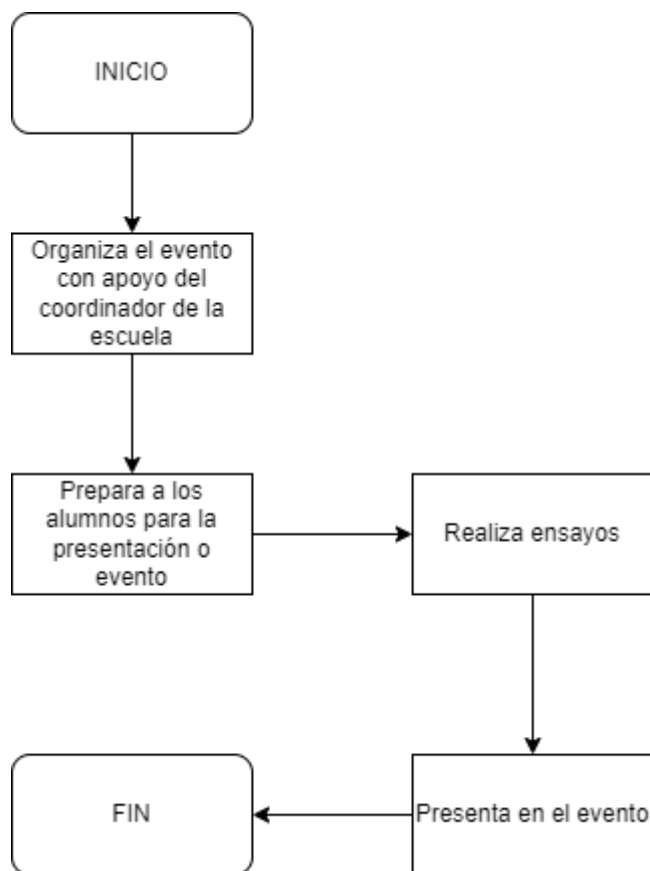 INICIO
Organiza el evento
con apoyo del
coordinador de la
escuela
Prepara a los
alumnos para la
presentación o
evento
Realiza ensayos
Presenta en el evento
FIN